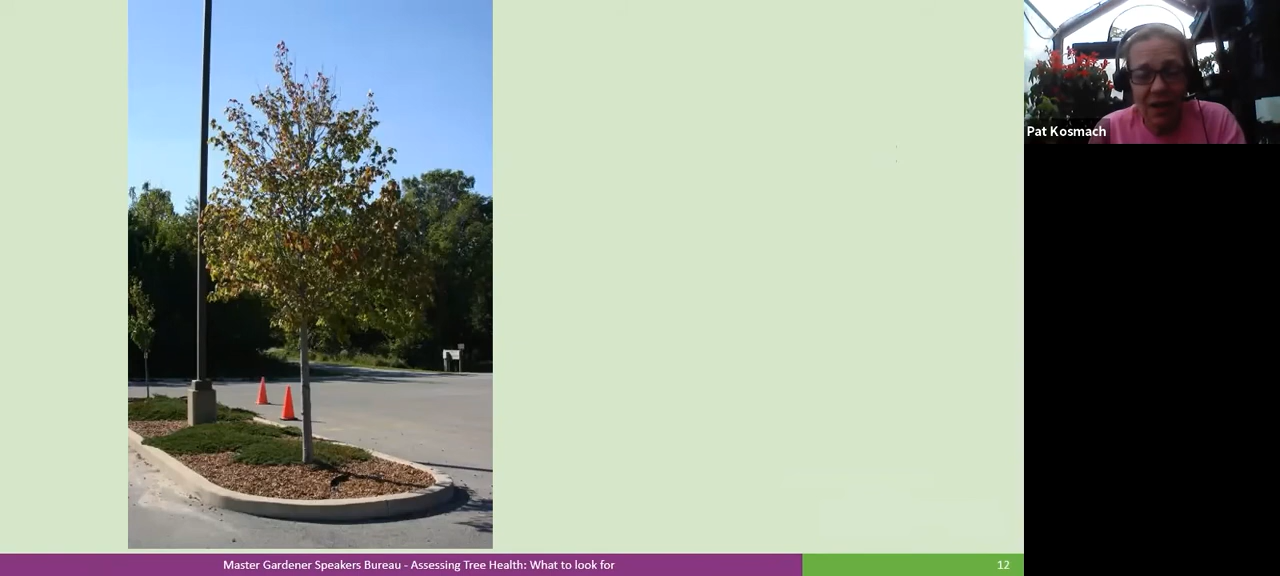 Pat Kosmach
Master Gardener Speakers Bureau - Assessing Tree Health: What to look for
12